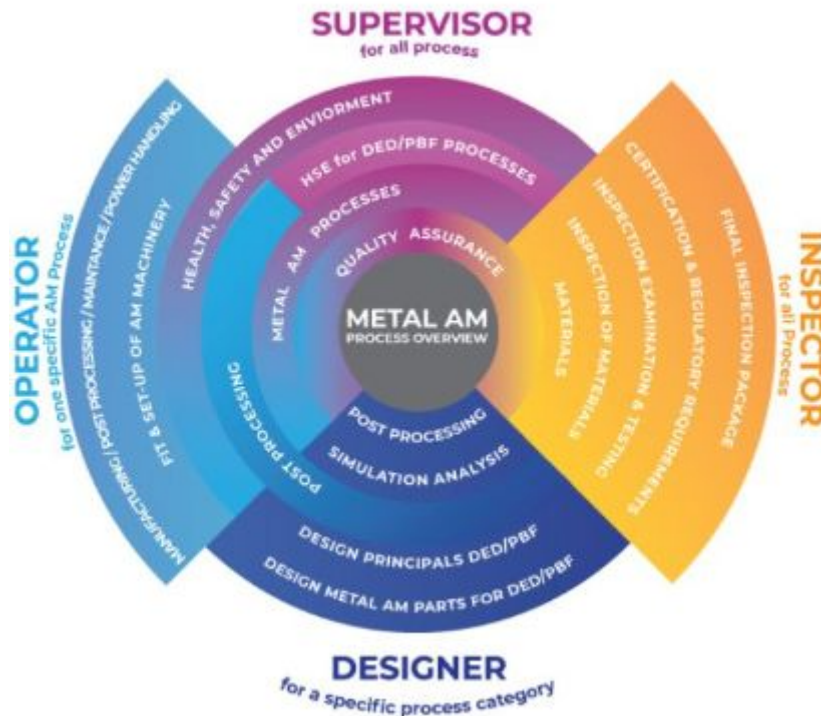 SUPERVISOR
for all process
HEALTH, SAFETY AND ENVIORMENT
HSE for DED/PBF PROCESSES
METAL AM PROCESSES
QUALITY ASSURANCE
METAL AM
PROCESS OVERVIEW
OPERATOR
for one specific AM Process
MANUFACTURING / POST PROCESSING / MAINTANCE / POWER HANDLING
FIT & SET-UP OF AM MACHINERY
POST PROCESSING
INSPECTOR
for all Process
FINAL INSPECTION PACKAGE
CERTIFICATION & REGULATORY REQUIREMENTS
INSPECTION EXAMINATION & TESTING
INSPECTION OF MATERIALS
MATERIALS
POST PROCESSING
SIMULATION ANALYSIS
DESIGN PRINCIPALS DED/PBF
DESIGN METAL AM PARTS FOR DED/PBF
DESIGNER
for a specific process category